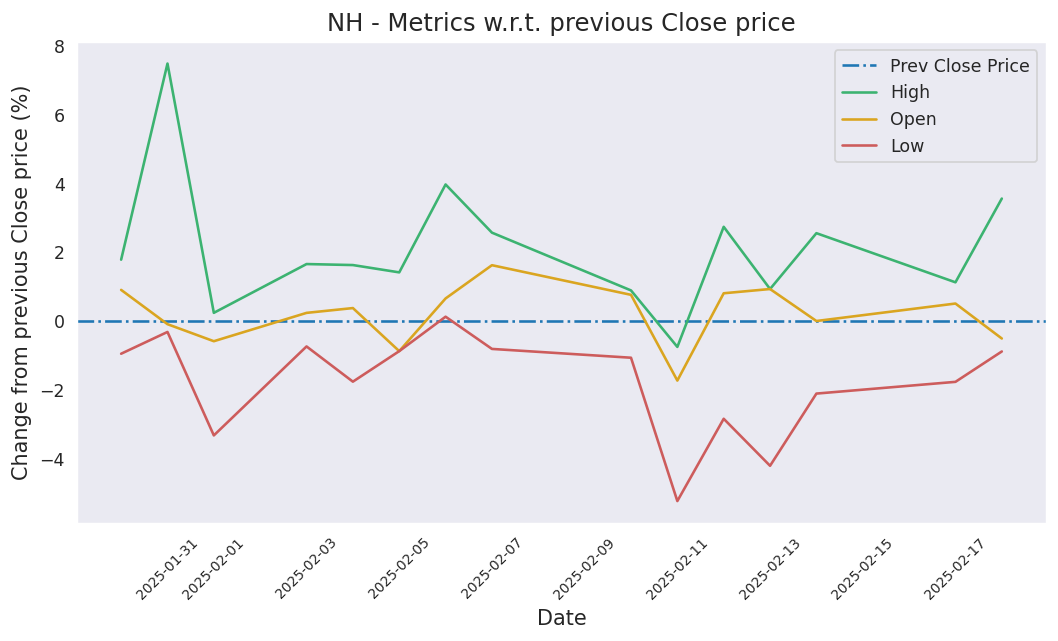 NH - Metrics w.r.t. previous Close price
Change from previous Close price (%)
8
6
4
2
0
−2
−4
Prev Close Price
High
Open
Low
2025-01-31
2025-02-01
2025-02-03
2025-02-05
2025-02-07
2025-02-09
2025-02-11
2025-02-13
2025-02-15
2025-02-17
Date